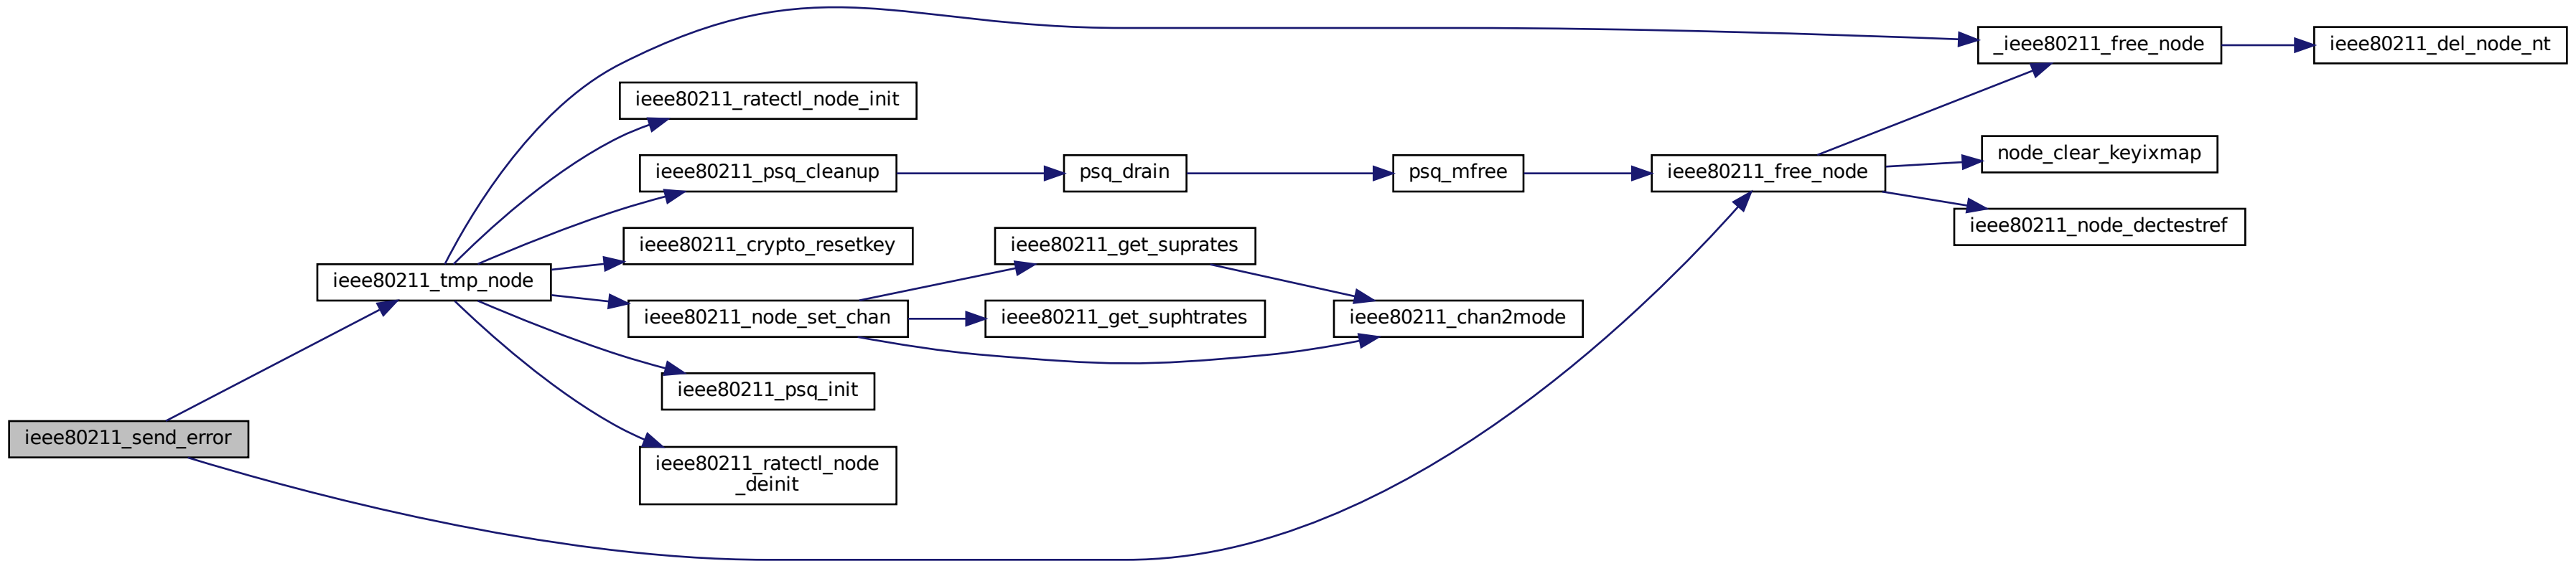 _ieee80211_free_node
ieee80211_del_node_nt
ieee80211_ratectl_node_init
node_clear_keyixmap
ieee80211_psq_cleanup
psq_drain
psq_mfree
ieee80211_free_node
ieee80211_node_dectestref
ieee80211_crypto_resetkey
ieee80211_get_suprates
ieee80211_tmp_node
ieee80211_node_set_chan
ieee80211_get_suphtrates
ieee80211_chan2mode
ieee80211_psq_init
ieee80211_send_error
ieee80211_ratectl_node
_deinit